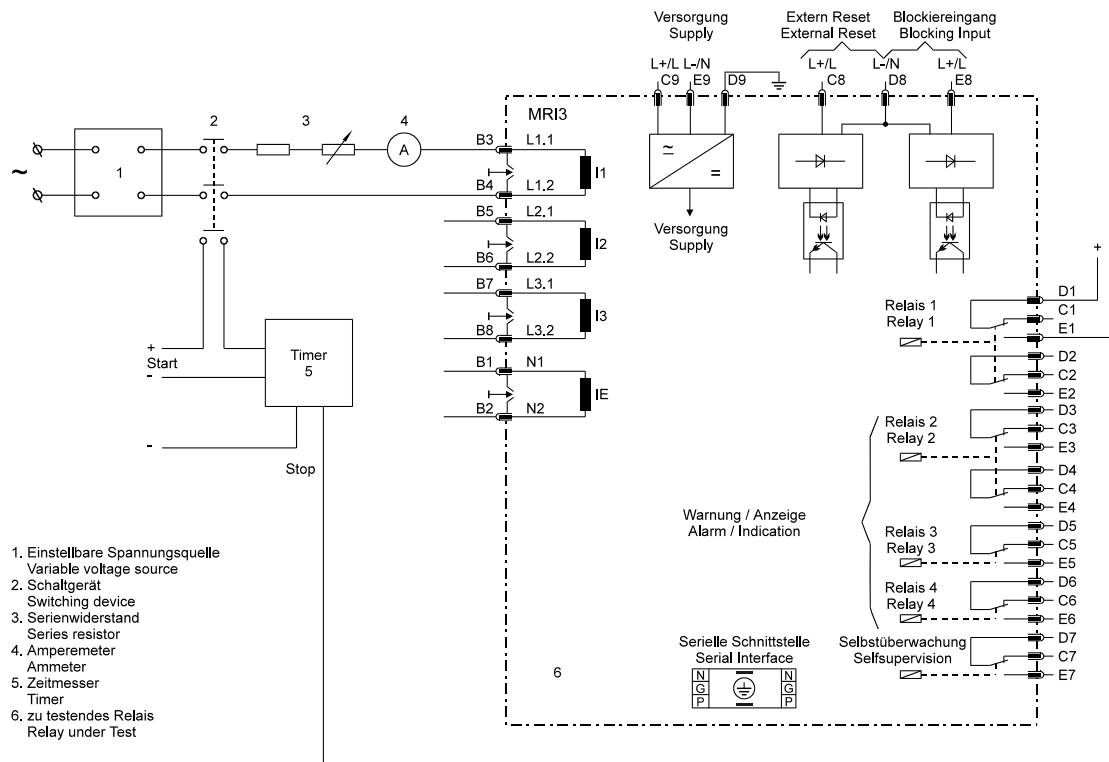 Versorgung
Supply
Extern Reset
External Reset
Blockiereingang
Blocking Input
L+/L L-/N
C9 E9 D9
L+/L L-/N L+/L
C8 D8 E8
MRI3
1
2
3
4
A
~
B3 L1.1
I1
B4 L1.2
B5 L2.1
I2
B6 L2.2
B7 L3.1
I3
B8 L3.2
B1 N1
IE
B2 N2
~
=
Versorgung
Supply
+
Start
-
-
Timer
5
Stop
+
D1
C1
E1
D2
C2
E2
D3
C3
E3
D4
C4
E4
D5
C5
E5
D6
C6
E6
D7
C7
E7
Relais 1
Relay 1
Relais 2
Relay 2
Relais 3
Relay 3
Relais 4
Relay 4
Warnung / Anzeige
Alarm / Indication
Selbstüberwachung
Selfsupervision
Serielle Schnittstelle
Serial Interface
N N
G G
P P
6
1. Einstellbare Spannungsquelle
Variable voltage source
2. Schaltgerät
Switching device
3. Serienwiderstand
Series resistor
4. Amperemeter
Ammeter
5. Zeitmesser
Timer
6. zu testendes Relais
Relay under Test